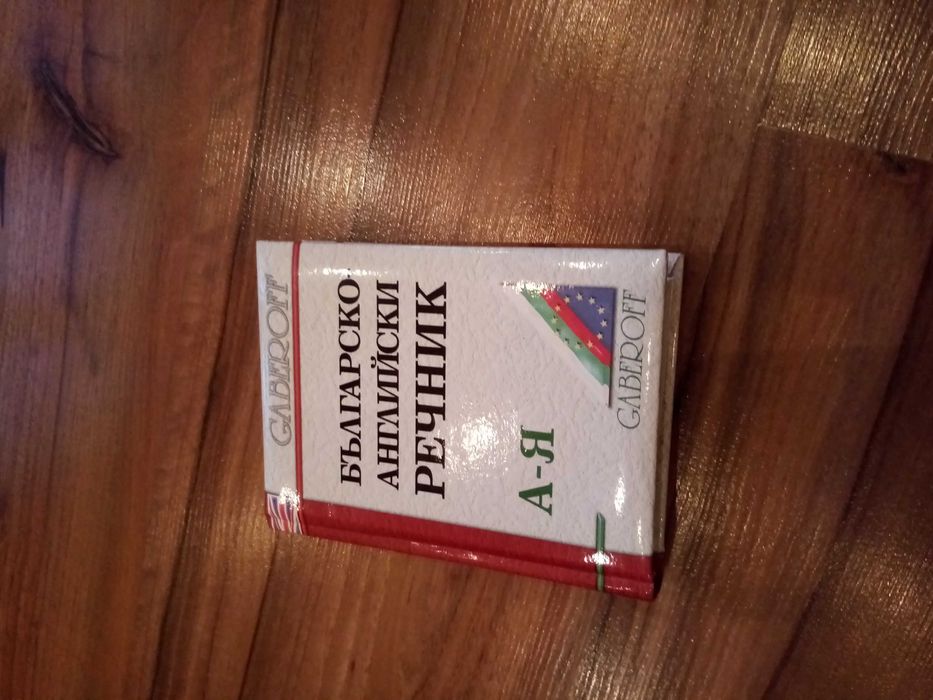 GABEROFF
БЪЛГАРСКО-
АНГЛИЙСКИ
РЕЧНИК
А-Я
GABEROFF